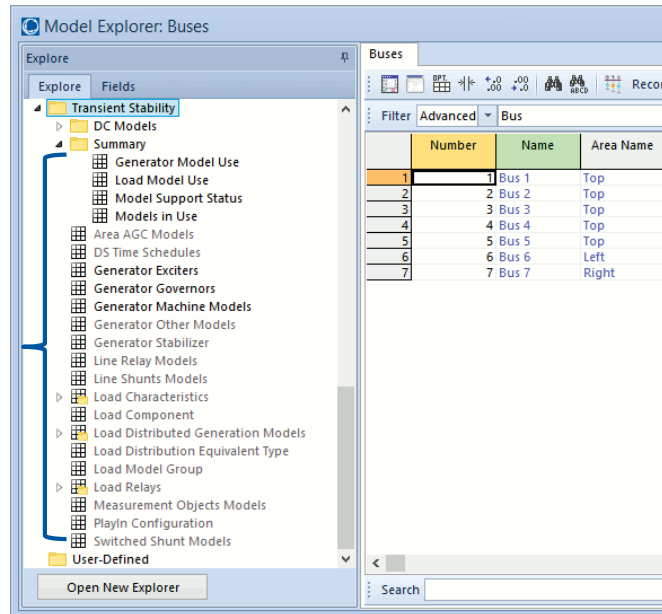 Model Explorer: Buses
Explore
Explore Fields
Transient Stability
DC Models
Summary
Generator Model Use
Load Model Use
Model Support Status
Models in Use
Area AGC Models
DS Time Schedules
Generator Exciters
Generator Governors
Generator Machine Models
Generator Other Models
Generator Stabilizer
Line Relay Models
Line Shunts Models
Load Characteristics
Load Component
Load Distributed Generation Models
Load Distribution Equivalent Type
Load Model Group
Load Relays
Measurement Objects Models
PlayIn Configuration
Switched Shunt Models
User-Defined
Open New Explorer
Buses
Recor
Filter Advanced Bus
Number Name Area Name
1 1 Bus 1 Top
2 2 Bus 2 Top
3 3 Bus 3 Top
4 4 Bus 4 Top
5 5 Bus 5 Top
6 6 Bus 6 Left
7 7 Bus 7 Right
Search